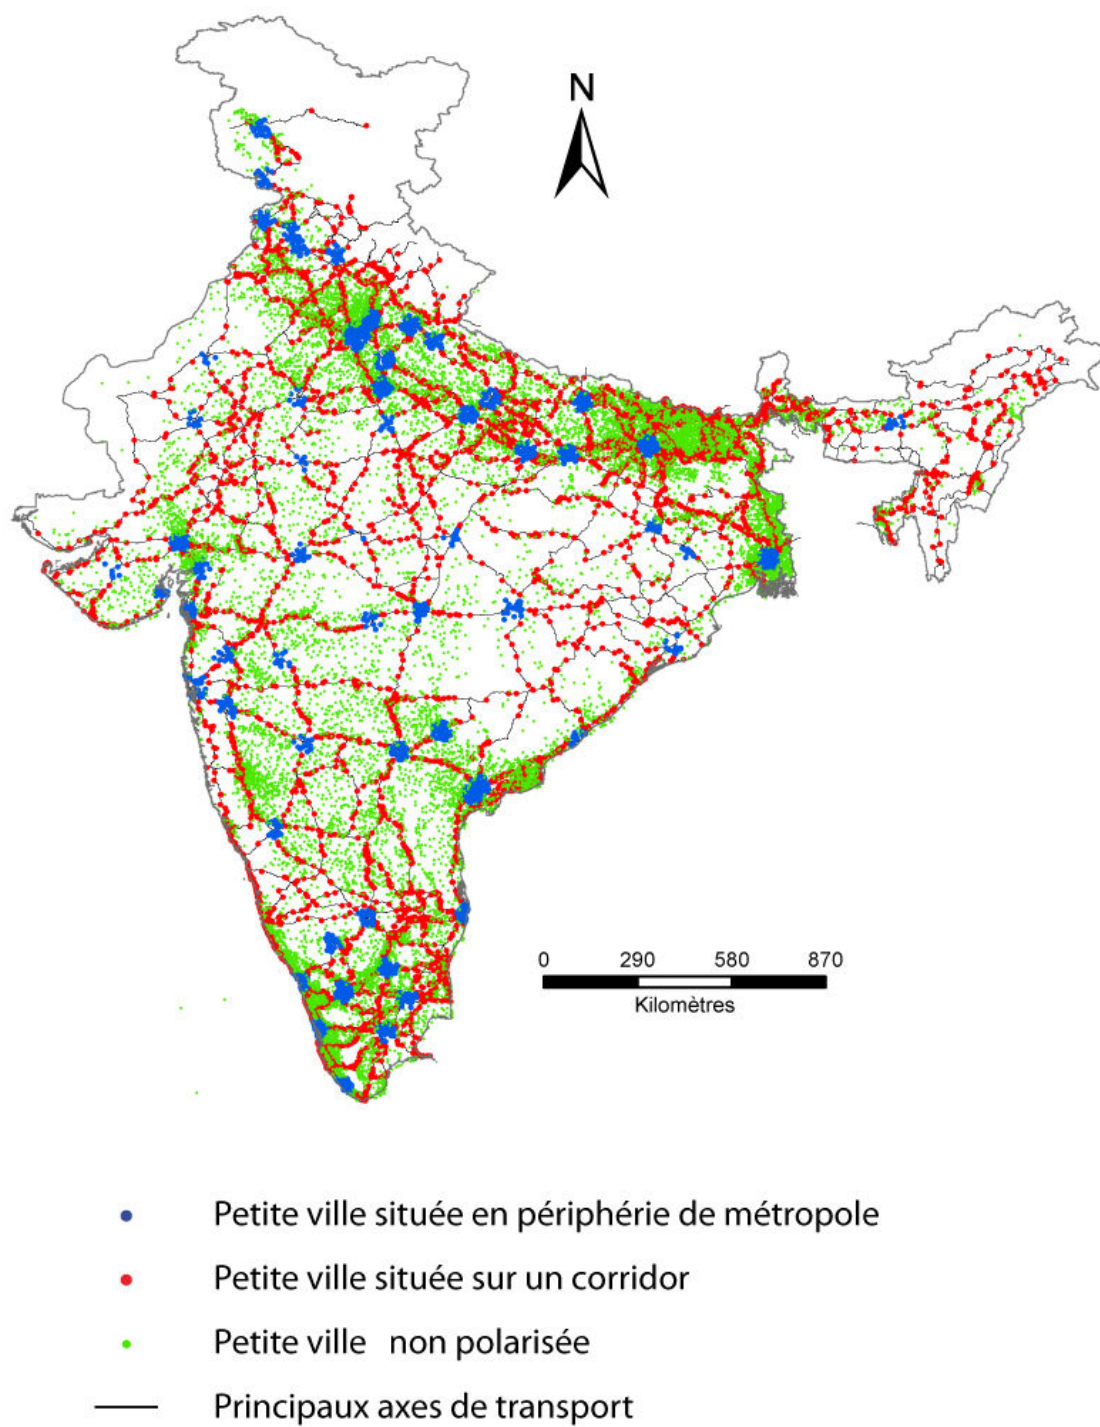 N
0 290 580 870
Kilomètres
Petite ville située en périphérie de métropole
Petite ville située sur un corridor
Petite ville non polarisée
Principaux axes de transport